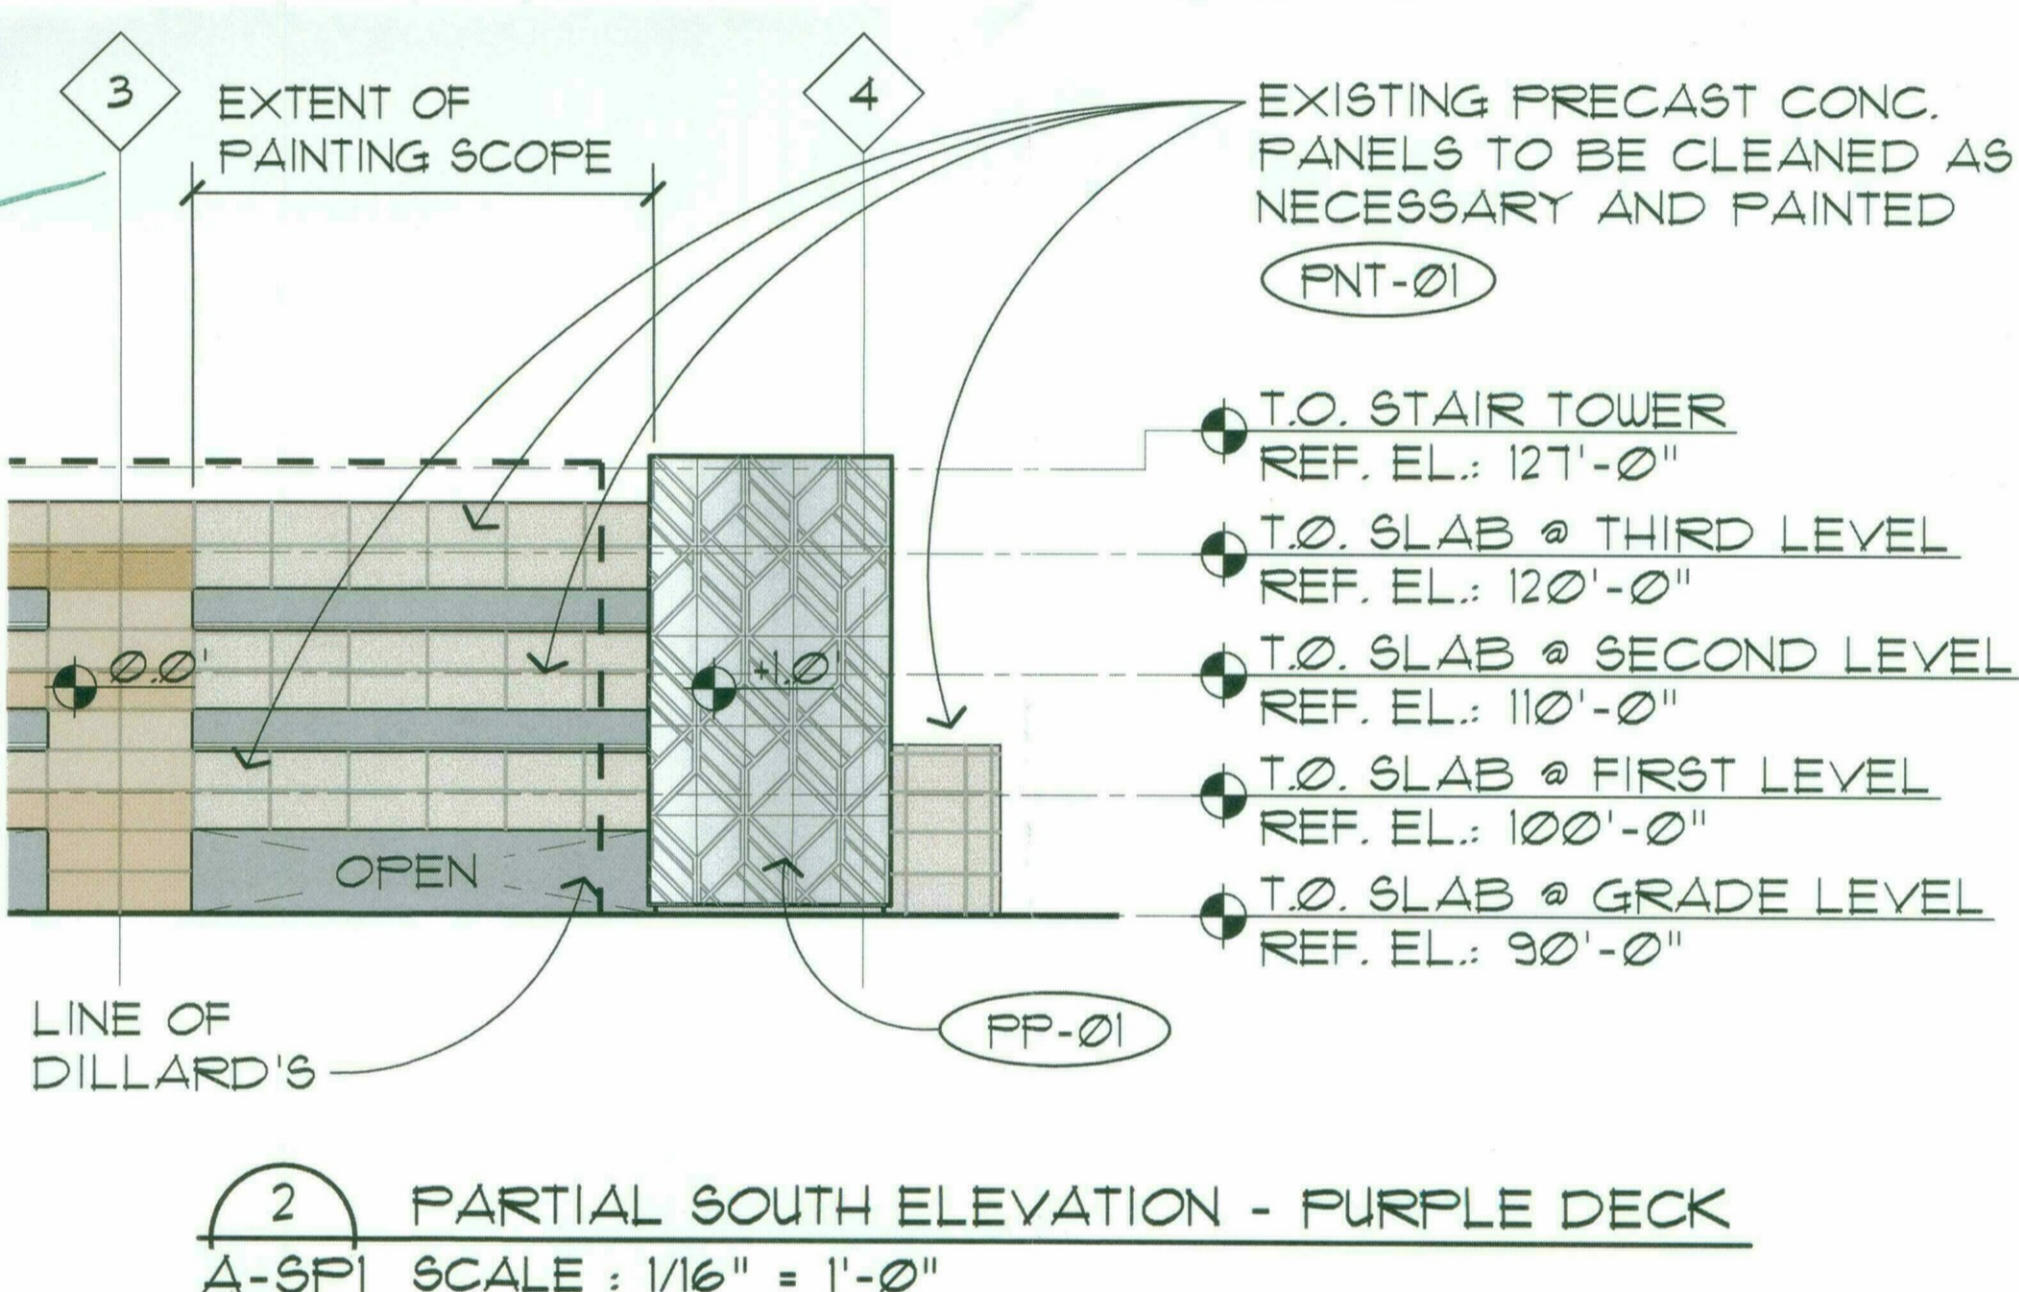 3
EXTENT OF
PAINTING SCOPE
4
EXISTING PRECAST CONC.
PANELS TO BE CLEANED AS
NECESSARY AND PAINTED
PNT-Ø1
T.O. STAIR TOWER
REF. EL.: 127'-Ø"
T.Ø. SLAB @ THIRD LEVEL
REF. EL.: 12Ø'-Ø"
T.Ø. SLAB @ SECOND LEVEL
REF. EL.: 11Ø'-Ø"
T.Ø. SLAB @ FIRST LEVEL
REF. EL.: 1ØØ'-Ø"
T.Ø. SLAB @ GRADE LEVEL
REF. EL.: 9Ø'-Ø"
Ø.Ø'
+1.Ø'
OPEN
LINE OF
DILLARD'S
PP-Ø1
2
PARTIAL SOUTH ELEVATION - PURPLE DECK
A-SP1 SCALE : 1/16" = 1'-Ø"